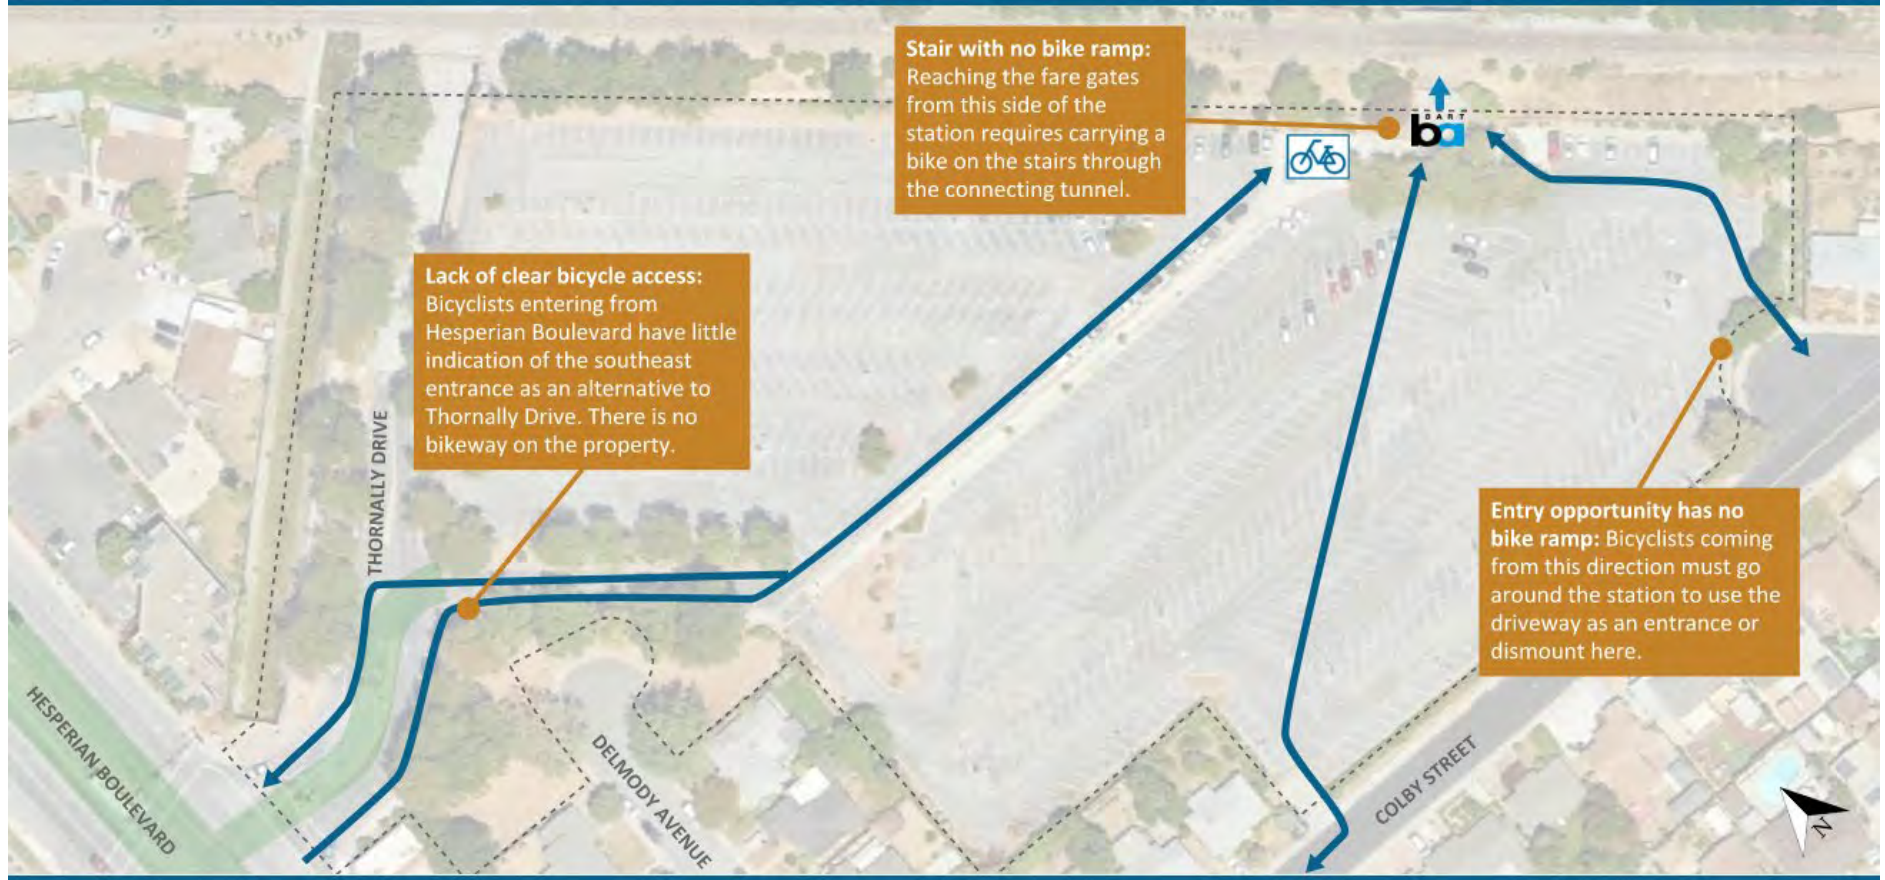 Stair with no bike ramp:
Reaching the fare gates
from this side of the
station requires carrying a
bike on the stairs through
the connecting tunnel.
BART
ba
Lack of clear bicycle access:
Bicyclists entering from
Hesperian Boulevard have little
indication of the southeast
entrance as an alternative to
Thornally Drive. There is no
bikeway on the property.
THORNALLY DRIVE
Entry opportunity has no
bike ramp: Bicyclists coming
from this direction must go
around the station to use the
driveway as an entrance or
dismount here.
HESPERIAN BOULEVARD
DELMODY AVENUE
COLBY STREET
N